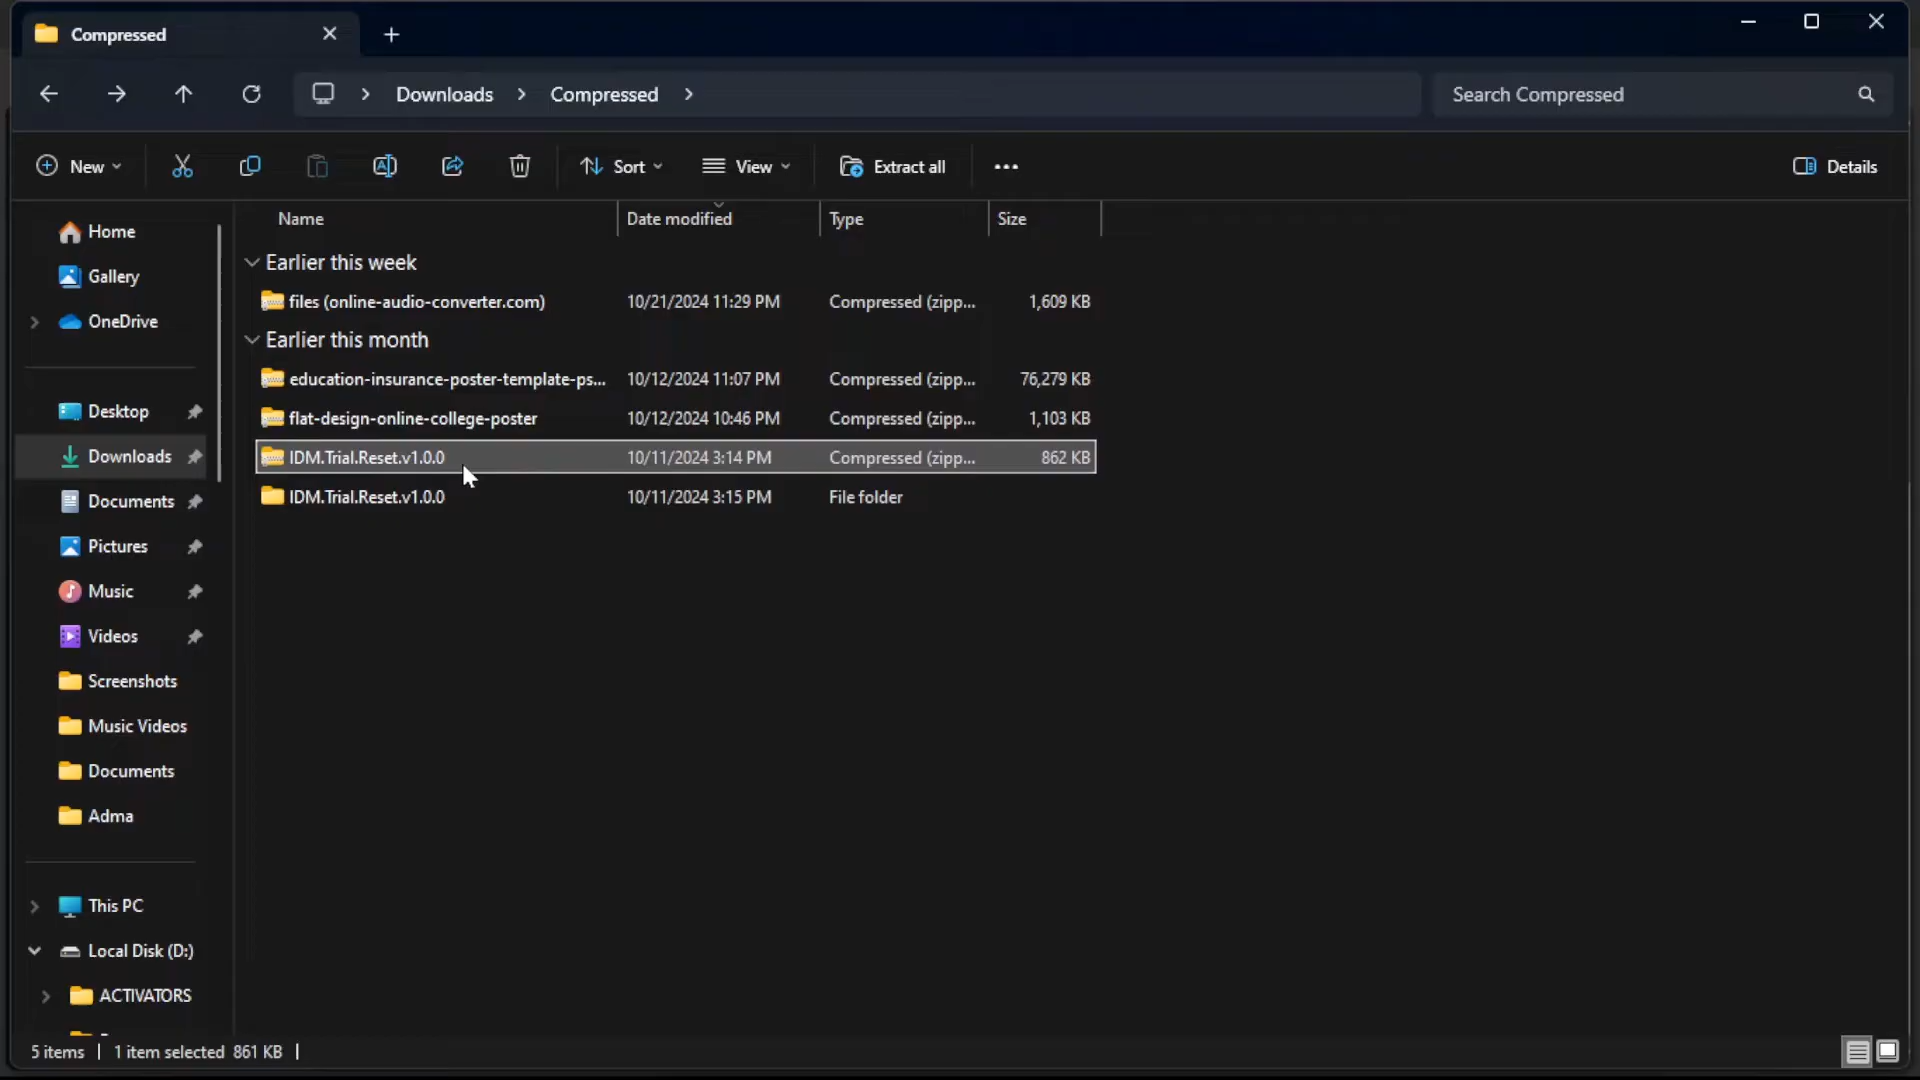 Compressed
Downloads Compressed
Search Compressed
New
Sort
View
Extract all
Details
Name Date modified Type Size
Earlier this week
files (online-audio-converter.com) 10/21/2024 11:29 PM Compressed (zipp... 1,609 KB
Earlier this month
education-insurance-poster-template-ps... 10/12/2024 11:07 PM Compressed (zipp... 76,279 KB
flat-design-online-college-poster 10/12/2024 10:46 PM Compressed (zipp... 1,103 KB
IDM.Trial.Reset.v1.0.0 10/11/2024 3:14 PM Compressed (zipp... 862 KB
IDM.Trial.Reset.v1.0.0 10/11/2024 3:15 PM File folder
Home
Gallery
OneDrive
Desktop
Downloads
Documents
Pictures
Music
Videos
Screenshots
Music Videos
Documents
Adma
This PC
Local Disk (D:)
ACTIVATORS
5 items 1 item selected 861 KB